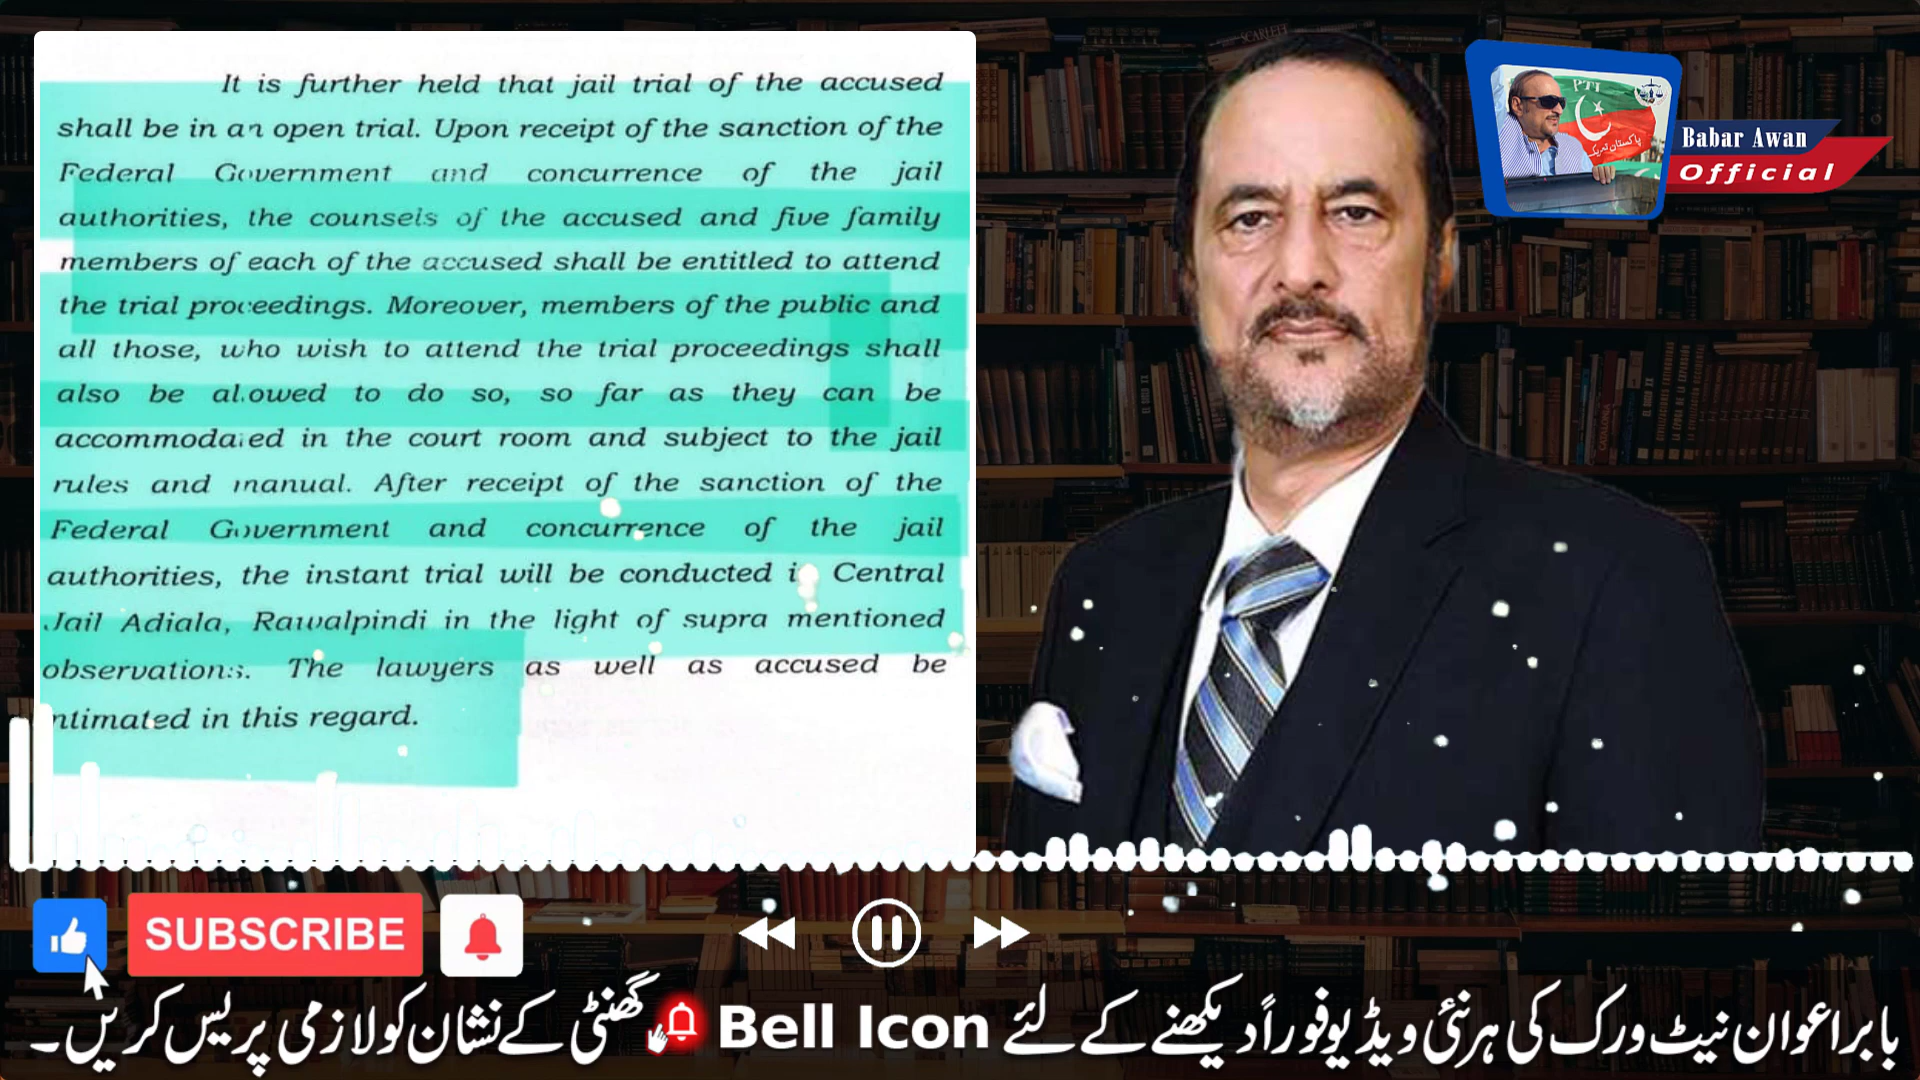 It is further held that jail trial of the accused
shall be in an open trial. Upon receipt of the sanction of the
Federal Government and concurrence of the jail
authorities, the counsels of the accused and five family
members of each of the accused shall be entitled to attend
the trial proceedings. Moreover, members of the public and
all those, who wish to attend the trial proceedings shall
also be allowed to do so, so far as they can be
accommodated in the court room and subject to the jail
rules and manual. After receipt of the sanction of the
Federal Government and concurrence of the jail
authorities, the instant trial will be conducted in Central
Jail Adiala, Rawalpindi in the light of supra mentioned
observations. The lawyers as well as accused be
ntimated in this regard.
PTI
پاکستان تحریک
Babar Awan
Official
SUBSCRIBE
بابر اعوان نیٹ ورک کی ہر نئی ویڈیو فوراً دیکھنے کے لئے Bell Icon گھنٹی کے نشان کو لازمی پریس کریں۔